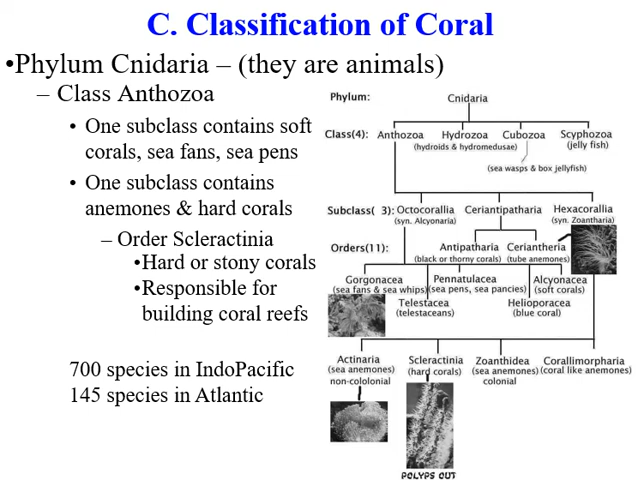 C. Classification of Coral
•Phylum Cnidaria – (they are animals)
– Class Anthozoa
• One subclass contains soft
corals, sea fans, sea pens
• One subclass contains
anemones & hard corals
– Order Scleractinia
•Hard or stony corals
•Responsible for
building coral reefs
700 species in IndoPacific
145 species in Atlantic
Phylum: Cnidaria
Class(4): Anthozoa Hydrozoa Cubozoa Scyphozoa
(hydroids & hydromedusae) (jelly fish)
(sea wasps & box jellyfish)
Subclass( 3): Octocorallia Ceriantipatharia Hexacorallia
(syn. Alcyonaria) (syn. Zoantharia)
Orders(11): Antipatharia Ceriantheria
(black or thorny corals) (tube anemones)
Gorgonacea Pennatulacea Alcyonacea
(sea fans & sea whips) (sea pens, sea pancies) (soft corals)
Telestacea Helioporacea
(telestaceans) (blue coral)
Actinaria Scleractinia Zoanthidea Corallimorpharia
(sea anemones) (hard corals) (sea anemones) (coral like anemones)
non-cololonial colonial
POLYPS OUT